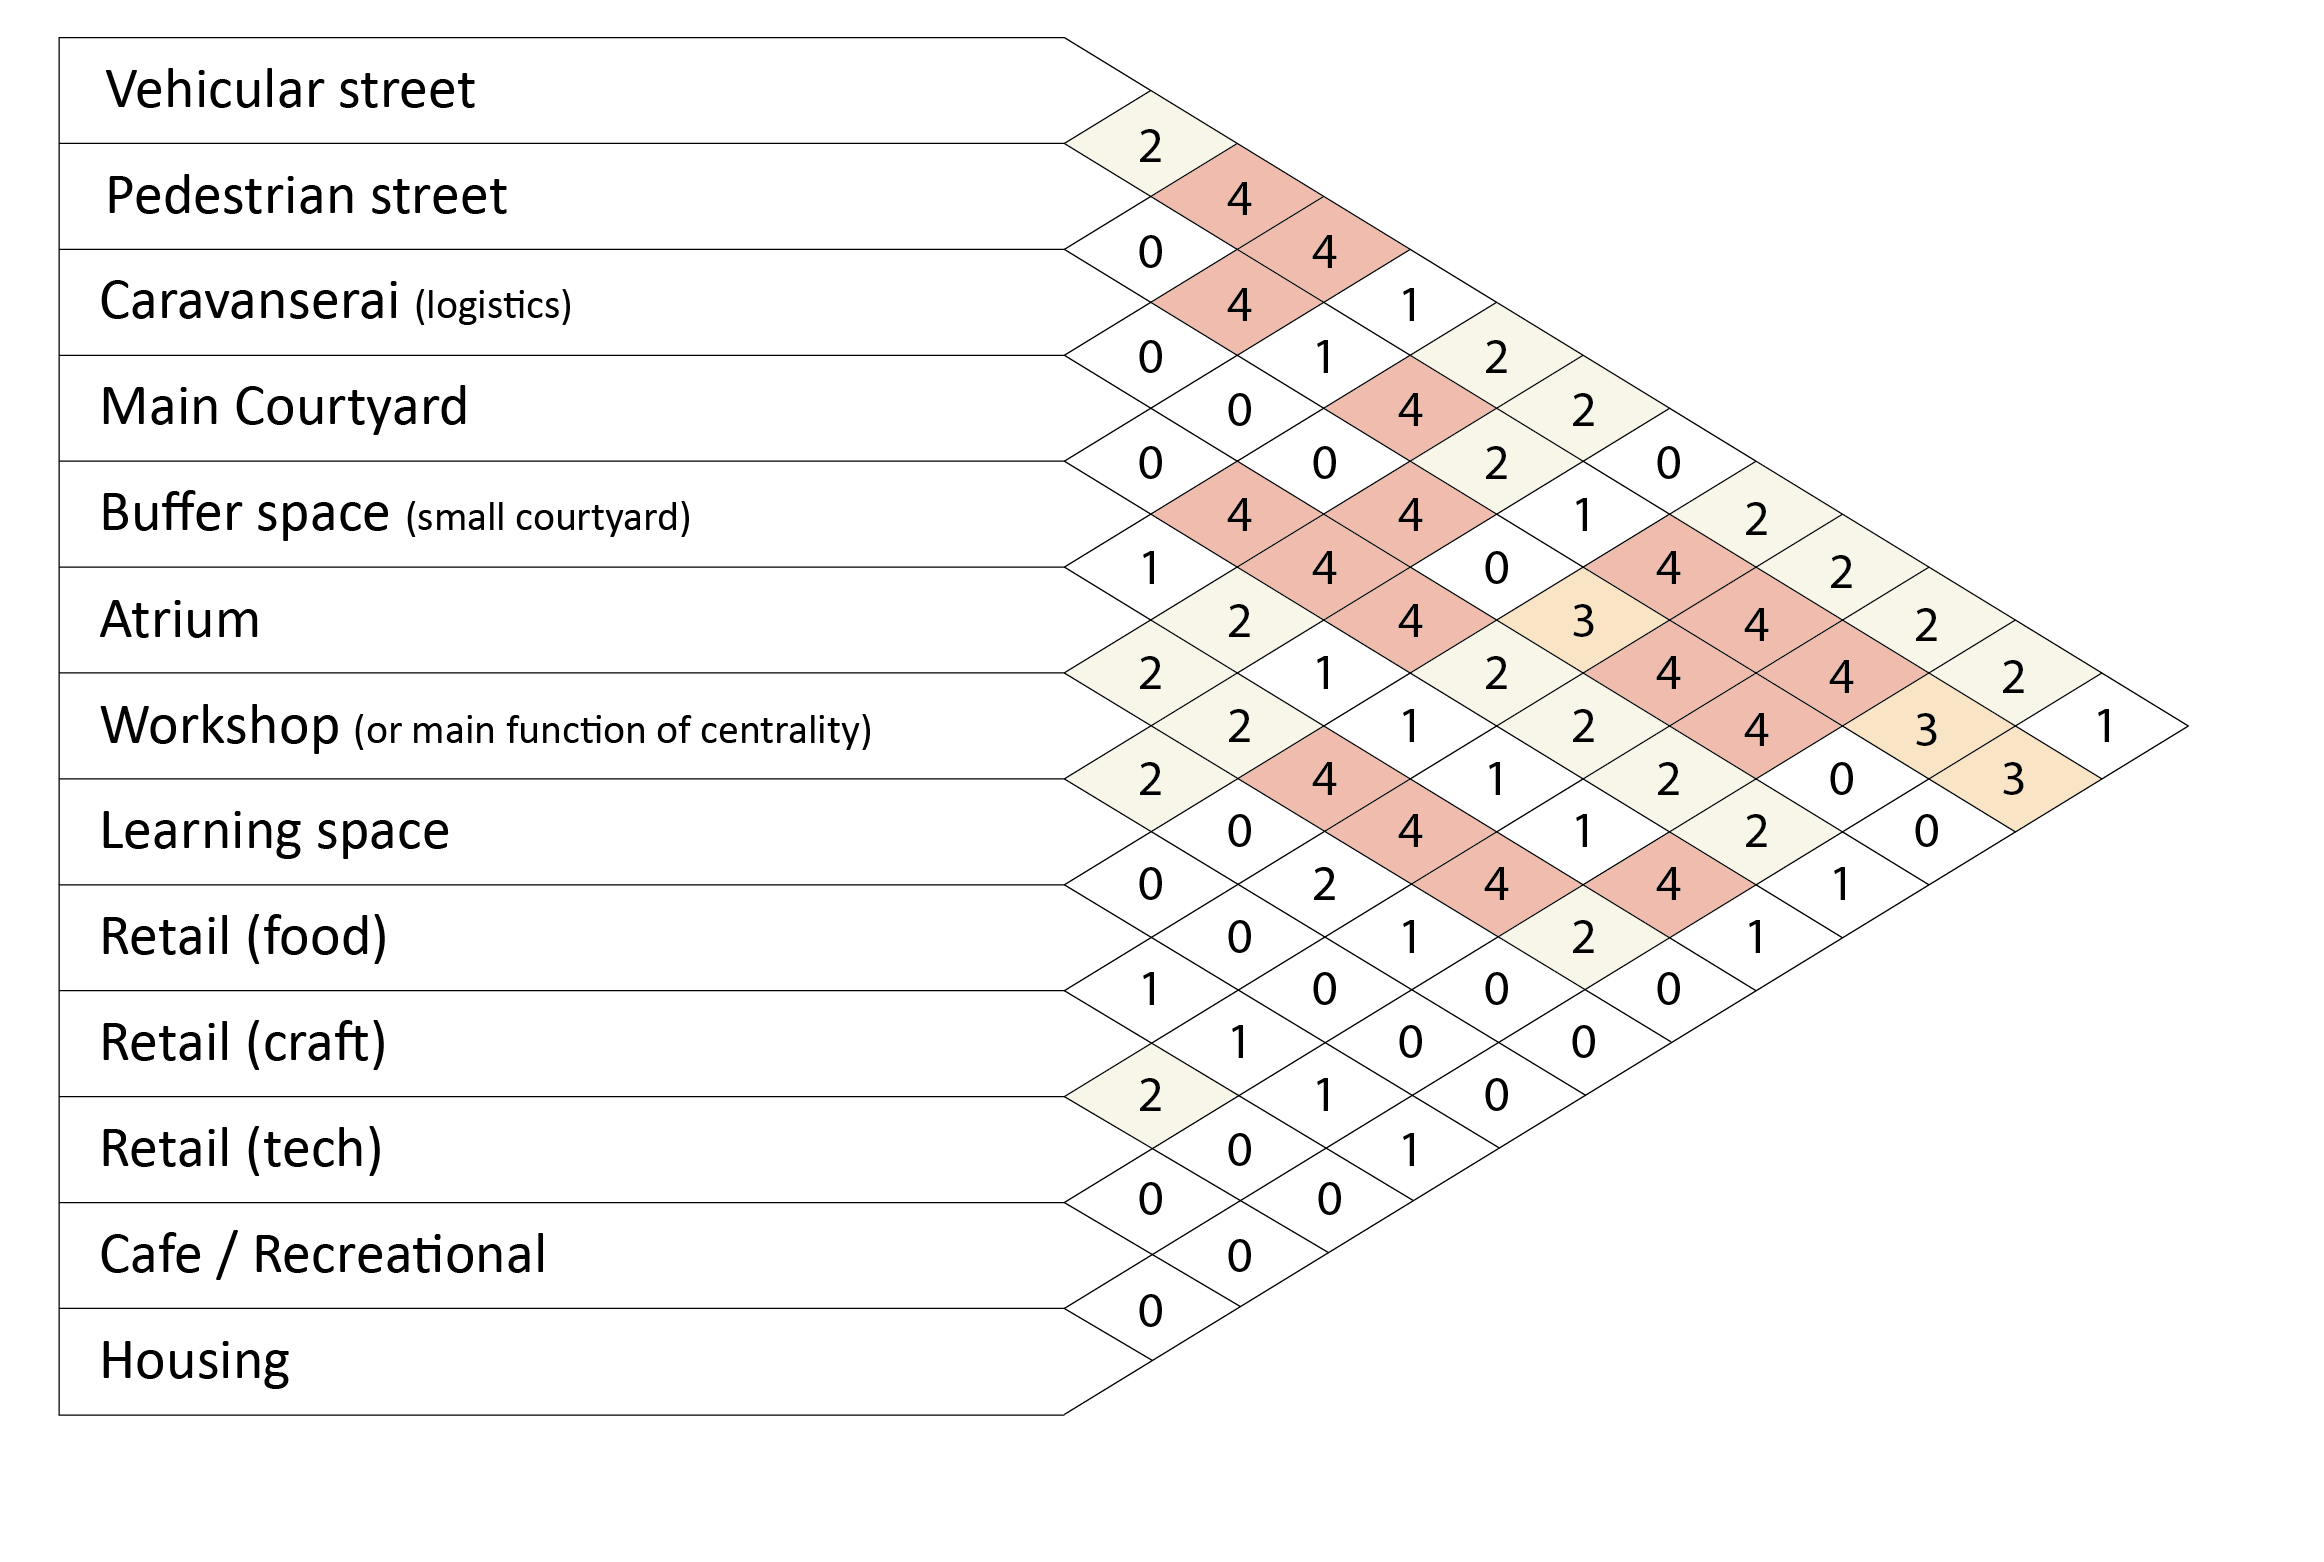 Vehicular street
2
Pedestrian street 4
0 4
Caravanserai (logistics) 4 1
0 1 2
Main Courtyard 0 4 2
0 0 2 0
Buffer space (small courtyard) 4 4 1 2
1 4 0 4 2
Atrium 2 4 3 4 2
2 1 2 4 4 2
Workshop (or main function of centrality) 2 1 2 4 3 1
2 4 1 2 0 3
Learning space 0 4 1 2 0
0 2 4 4 1
Retail (food) 0 1 2 1
1 0 0 0
Retail (craft) 1 0 0
2 1 0
Retail (tech) 0 1
0 0
Cafe / Recreational 0
0
Housing